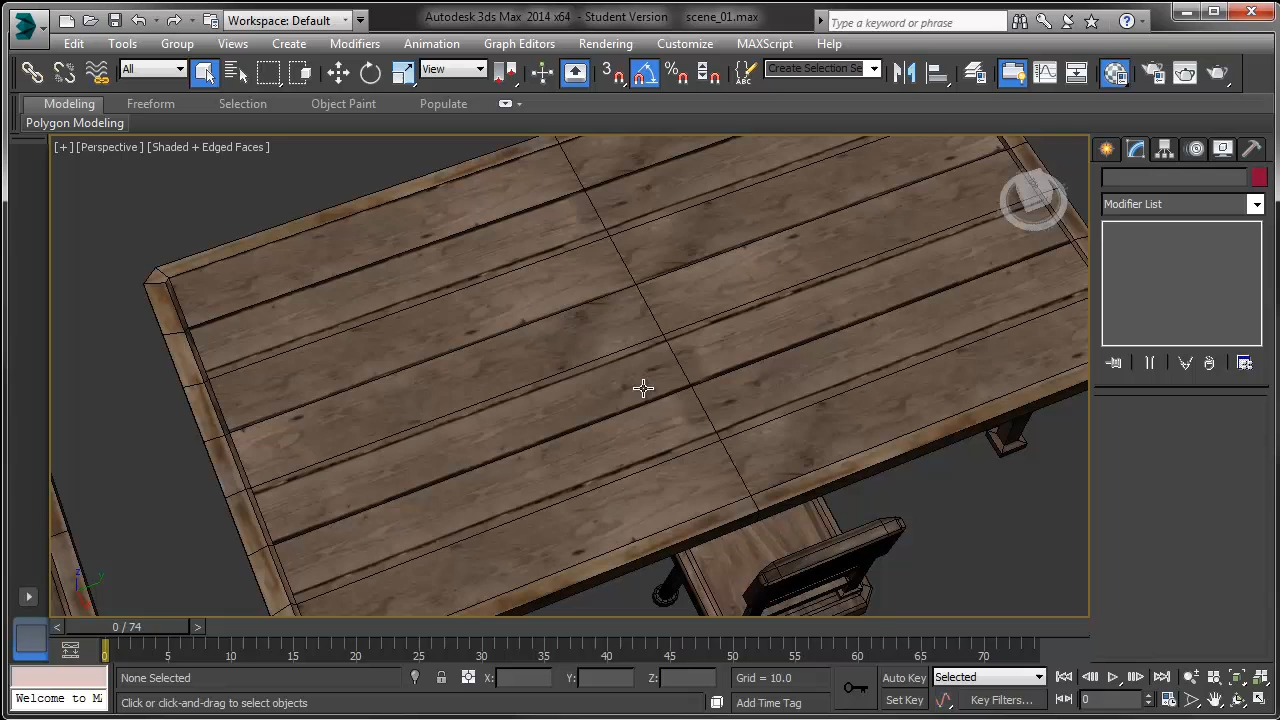 Workspace: Default
Autodesk 3ds Max 2014 x64 - Student Version scene_01.max
Type a keyword or phrase
Edit Tools Group Views Create Modifiers Animation Graph Editors Rendering Customize MAXScript Help
All View 3 % ABC Create Selection Se
Modeling Freeform Selection Object Paint Populate
Polygon Modeling
[+] [Perspective] [Shaded + Edged Faces]
Modifier List
z y
< 0 / 74 >
0 5 10 15 20 25 30 35 40 45 50 55 60 65 70
None Selected X: Y: Z: Grid = 10.0 Auto Key Selected
Welcome to MA Click or click-and-drag to select objects Add Time Tag Set Key Key Filters... 0